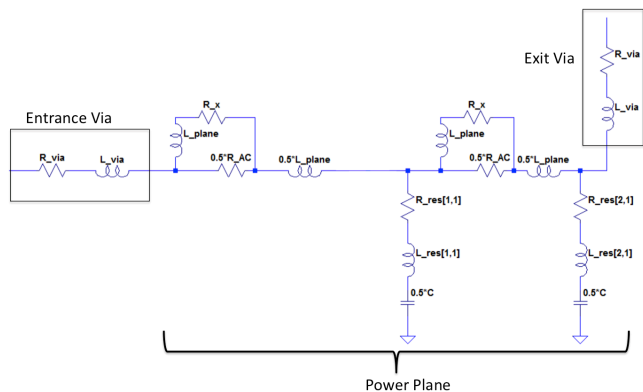 Exit Via
R_via
L_via
Entrance Via
R_via
L_via
R_x
L_plane
0.5*R_AC
0.5*L_plane
R_x
L_plane
0.5*R_AC
0.5*L_plane
R_res[1,1]
L_res[1,1]
0.5*C
R_res[2,1]
L_res[2,1]
0.5*C
Power Plane